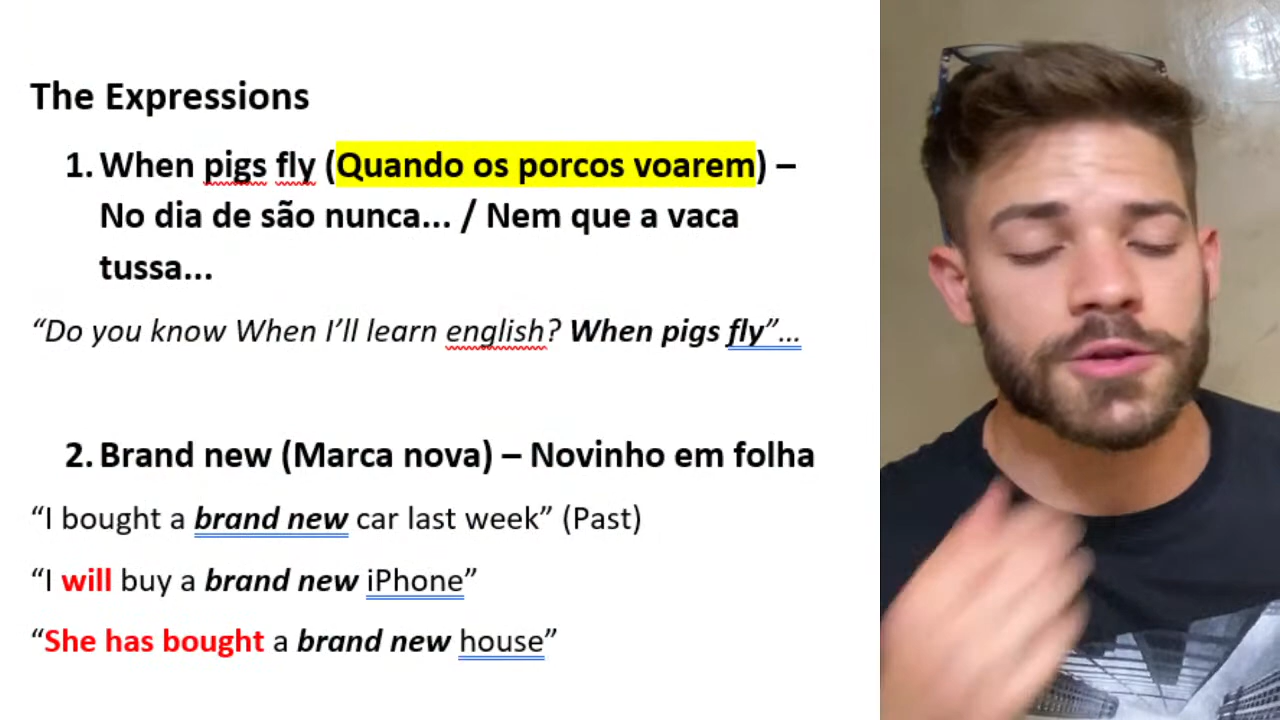 The Expressions
1. When pigs fly (Quando os porcos voarem) –
No dia de são nunca... / Nem que a vaca
tussa...
“Do you know When I’ll learn english? When pigs fly”...
2. Brand new (Marca nova) – Novinho em folha
“I bought a brand new car last week” (Past)
“I will buy a brand new iPhone”
“She has bought a brand new house”